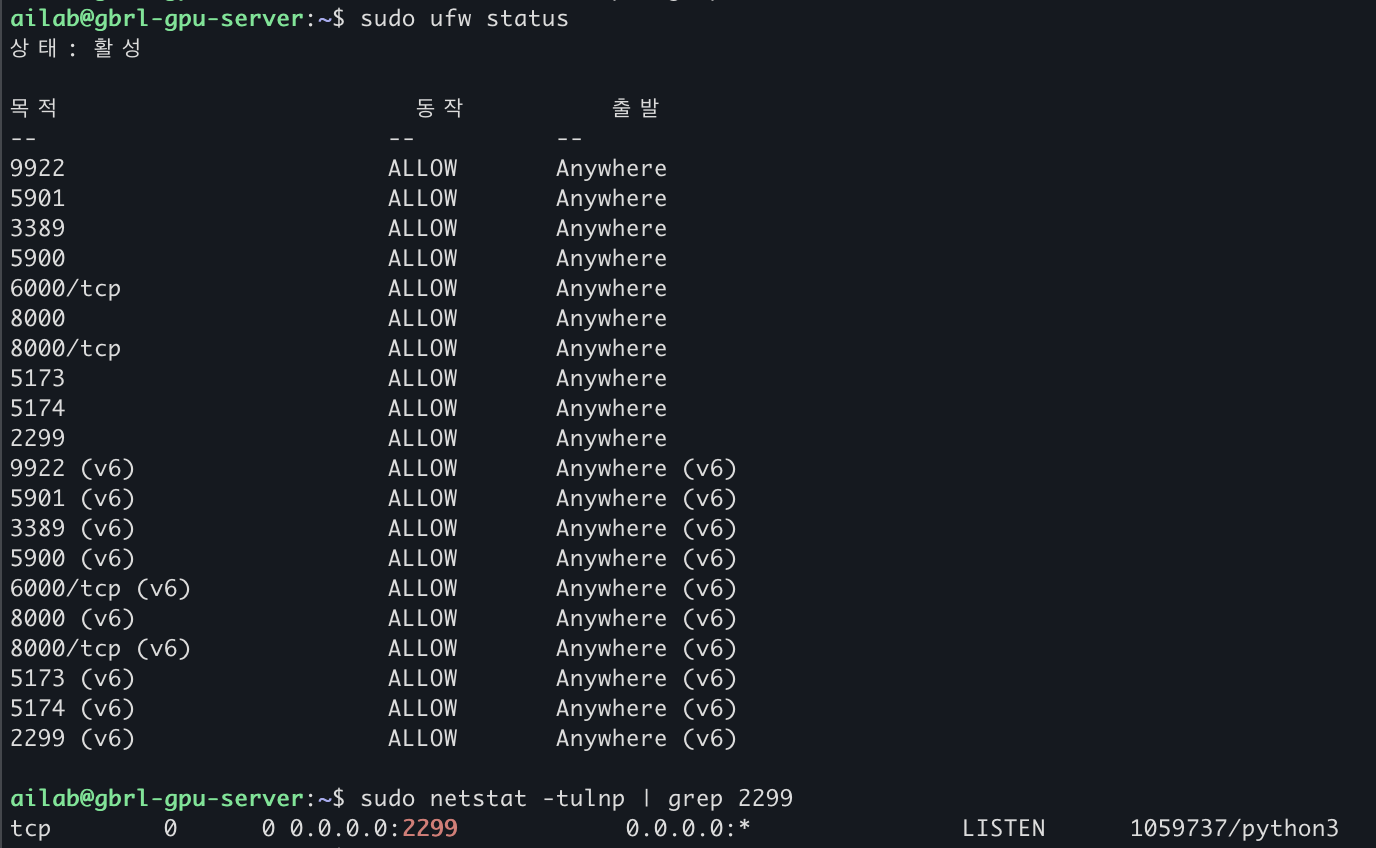 ailab@gbrl-gpu-server:~$ sudo ufw status
상태: 활성
목적 동작 출발
-- -- --
9922 ALLOW Anywhere
5901 ALLOW Anywhere
3389 ALLOW Anywhere
5900 ALLOW Anywhere
6000/tcp ALLOW Anywhere
8000 ALLOW Anywhere
8000/tcp ALLOW Anywhere
5173 ALLOW Anywhere
5174 ALLOW Anywhere
2299 ALLOW Anywhere
9922 (v6) ALLOW Anywhere (v6)
5901 (v6) ALLOW Anywhere (v6)
3389 (v6) ALLOW Anywhere (v6)
5900 (v6) ALLOW Anywhere (v6)
6000/tcp (v6) ALLOW Anywhere (v6)
8000 (v6) ALLOW Anywhere (v6)
8000/tcp (v6) ALLOW Anywhere (v6)
5173 (v6) ALLOW Anywhere (v6)
5174 (v6) ALLOW Anywhere (v6)
2299 (v6) ALLOW Anywhere (v6)
ailab@gbrl-gpu-server:~$ sudo netstat -tulnp | grep 2299
tcp 0 0 0.0.0.0:2299 0.0.0.0:* LISTEN 1059737/python3